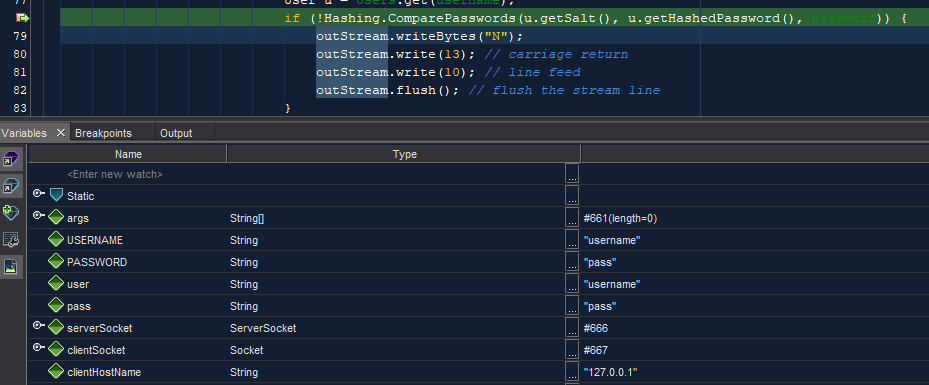 77 User u = users.get(username);
if (!Hashing.ComparePasswords(u.getSalt(), u.getHashedPassword(), password)) {
79 outStream.writeBytes("N");
80 outStream.write(13); // carriage return
81 outStream.write(10); // line feed
82 outStream.flush(); // flush the stream line
83 }
Variables Breakpoints Output
Name Type
<Enter new watch> ...
Static ...
args String[] ... #661(length=0)
USERNAME String ... "username"
PASSWORD String ... "pass"
user String ... "username"
pass String ... "pass"
serverSocket ServerSocket ... #666
clientSocket Socket ... #667
clientHostName String ... "127.0.0.1"